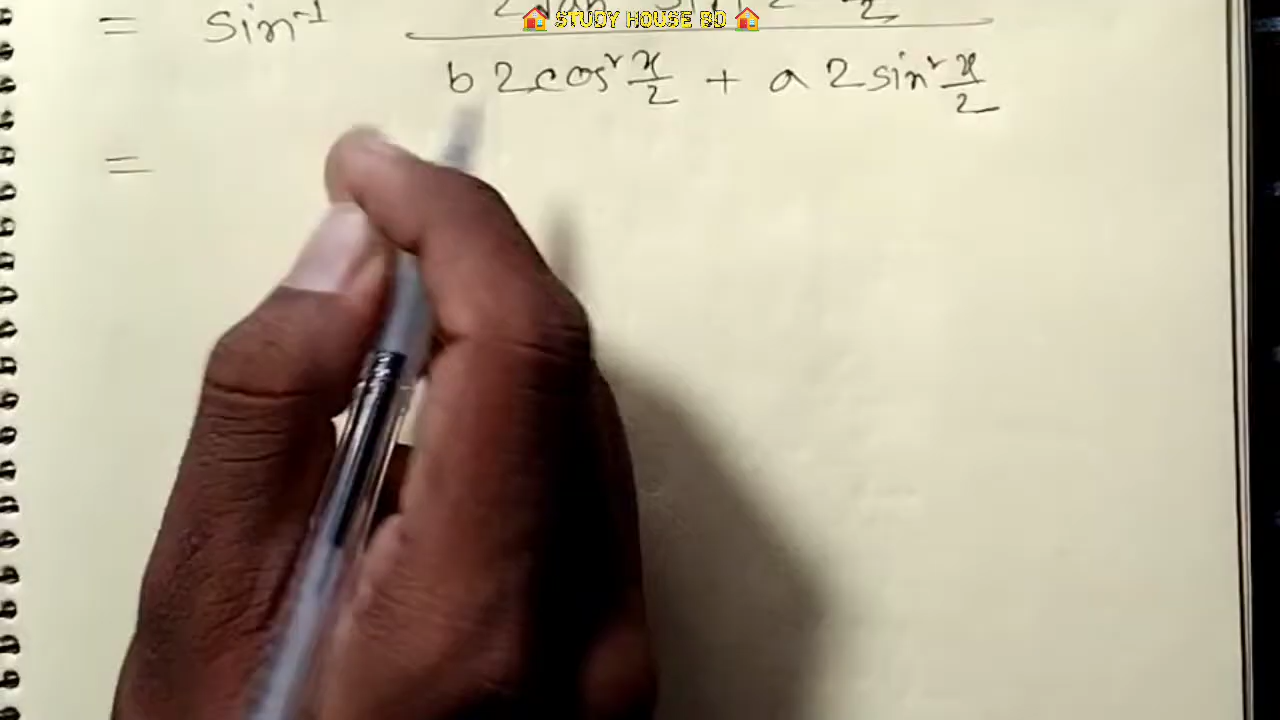 🏠 STUDY HOUSE BD 🏠
= sin⁻¹
b 2cos² x/2 + a 2sin² x/2
=